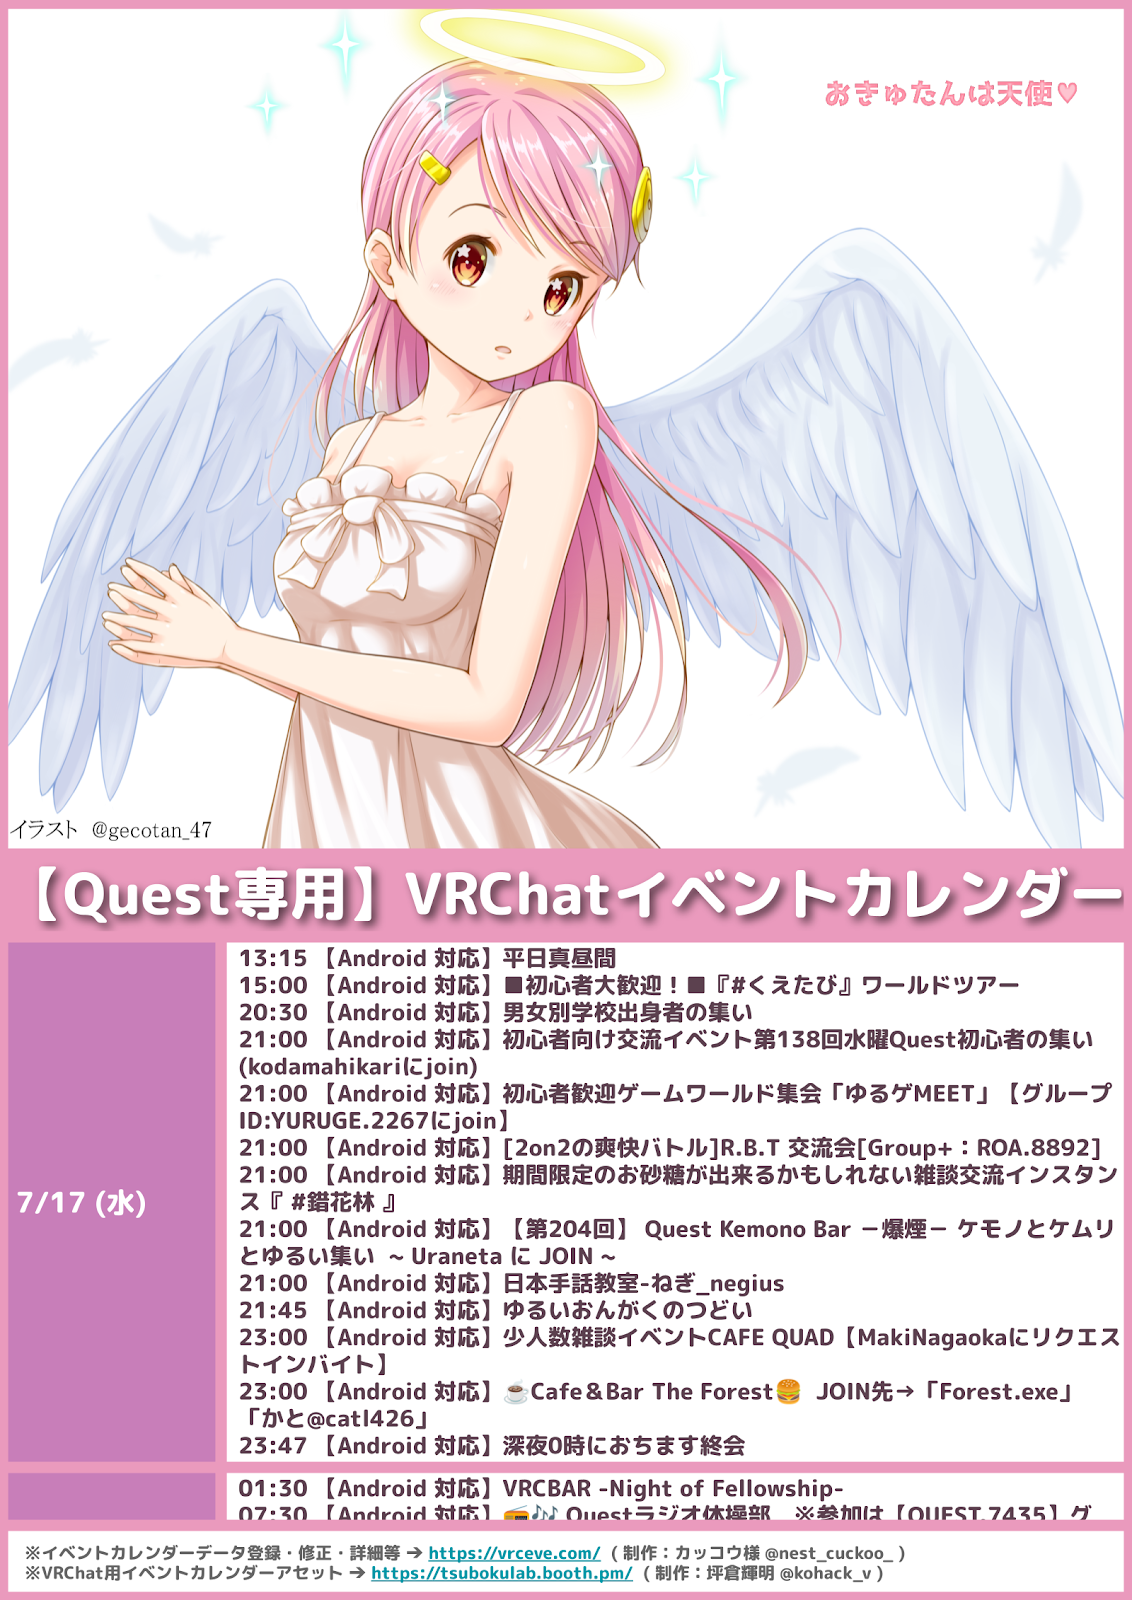 おきゅたんは天使♥
イラスト @gecotan_47
【Quest専用】VRChatイベントカレンダー
7/17 (水)
13:15 【Android 対応】平日真昼間
15:00 【Android 対応】■初心者大歓迎！■『#くえたび』ワールドツアー
20:30 【Android 対応】男女別学校出身者の集い
21:00 【Android 対応】初心者向け交流イベント第138回水曜Quest初心者の集い
(kodamahikariにjoin)
21:00 【Android 対応】初心者歓迎ゲームワールド集会「ゆるゲMEET」【グループ
ID:YURUGE.2267にjoin】
21:00 【Android 対応】[2on2の爽快バトル]R.B.T 交流会[Group+：ROA.8892]
21:00 【Android 対応】期間限定のお砂糖が出来るかもしれない雑談交流インスタン
ス『 #錯花林 』
21:00 【Android 対応】【第204回】 Quest Kemono Bar －爆煙－ ケモノとケムリ
とゆるい集い ～Uraneta に JOIN～
21:00 【Android 対応】日本手話教室-ねぎ_negius
21:45 【Android 対応】ゆるいおんがくのつどい
23:00 【Android 対応】少人数雑談イベントCAFE QUAD【MakiNagaokaにリクエス
トインバイト】
23:00 【Android 対応】☕Cafe＆Bar The Forest🍔 JOIN先→「Forest.exe」
「かと@catl426」
23:47 【Android 対応】深夜0時におちます終会
01:30 【Android 対応】VRCBAR -Night of Fellowship-
07:30 【Android 対応】📻🎶 Questラジオ体操部 ※参加は【QUEST.7435】グ
※イベントカレンダーデータ登録・修正・詳細等 ➔ https://vrceve.com/ ( 制作：カッコウ様 @nest_cuckoo_ )
※VRChat用イベントカレンダーアセット ➔ https://tsubokulab.booth.pm/ ( 制作：坪倉輝明 @kohack_v )